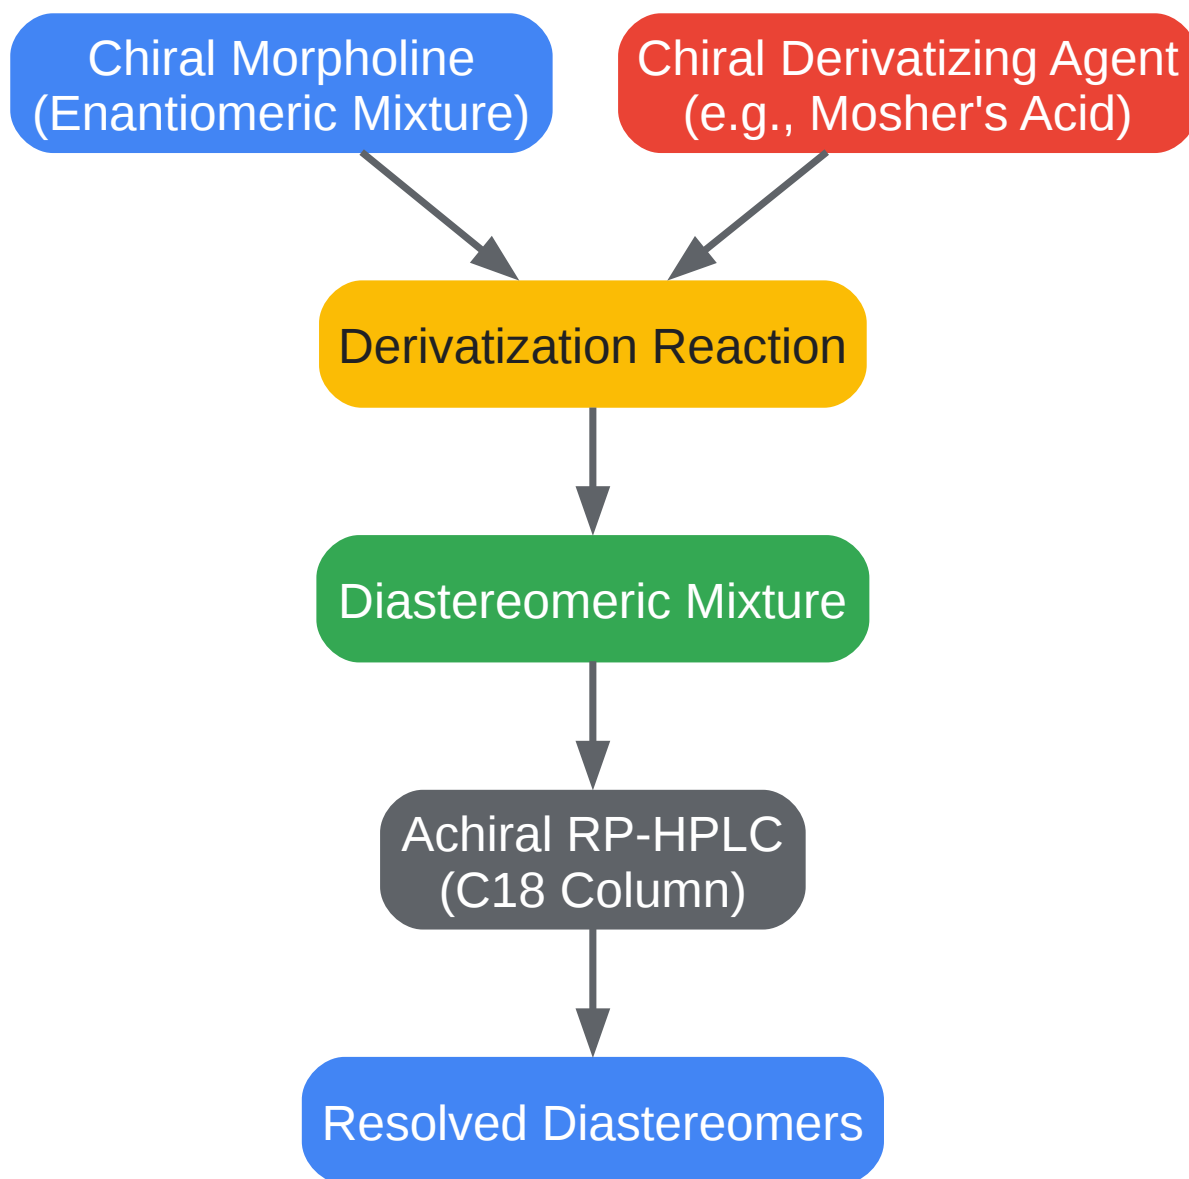 Chiral Morpholine
(Enantiomeric Mixture)
Chiral Derivatizing Agent
(e.g., Mosher's Acid)
Derivatization Reaction
Diastereomeric Mixture
Achiral RP-HPLC
(C18 Column)
Resolved Diastereomers